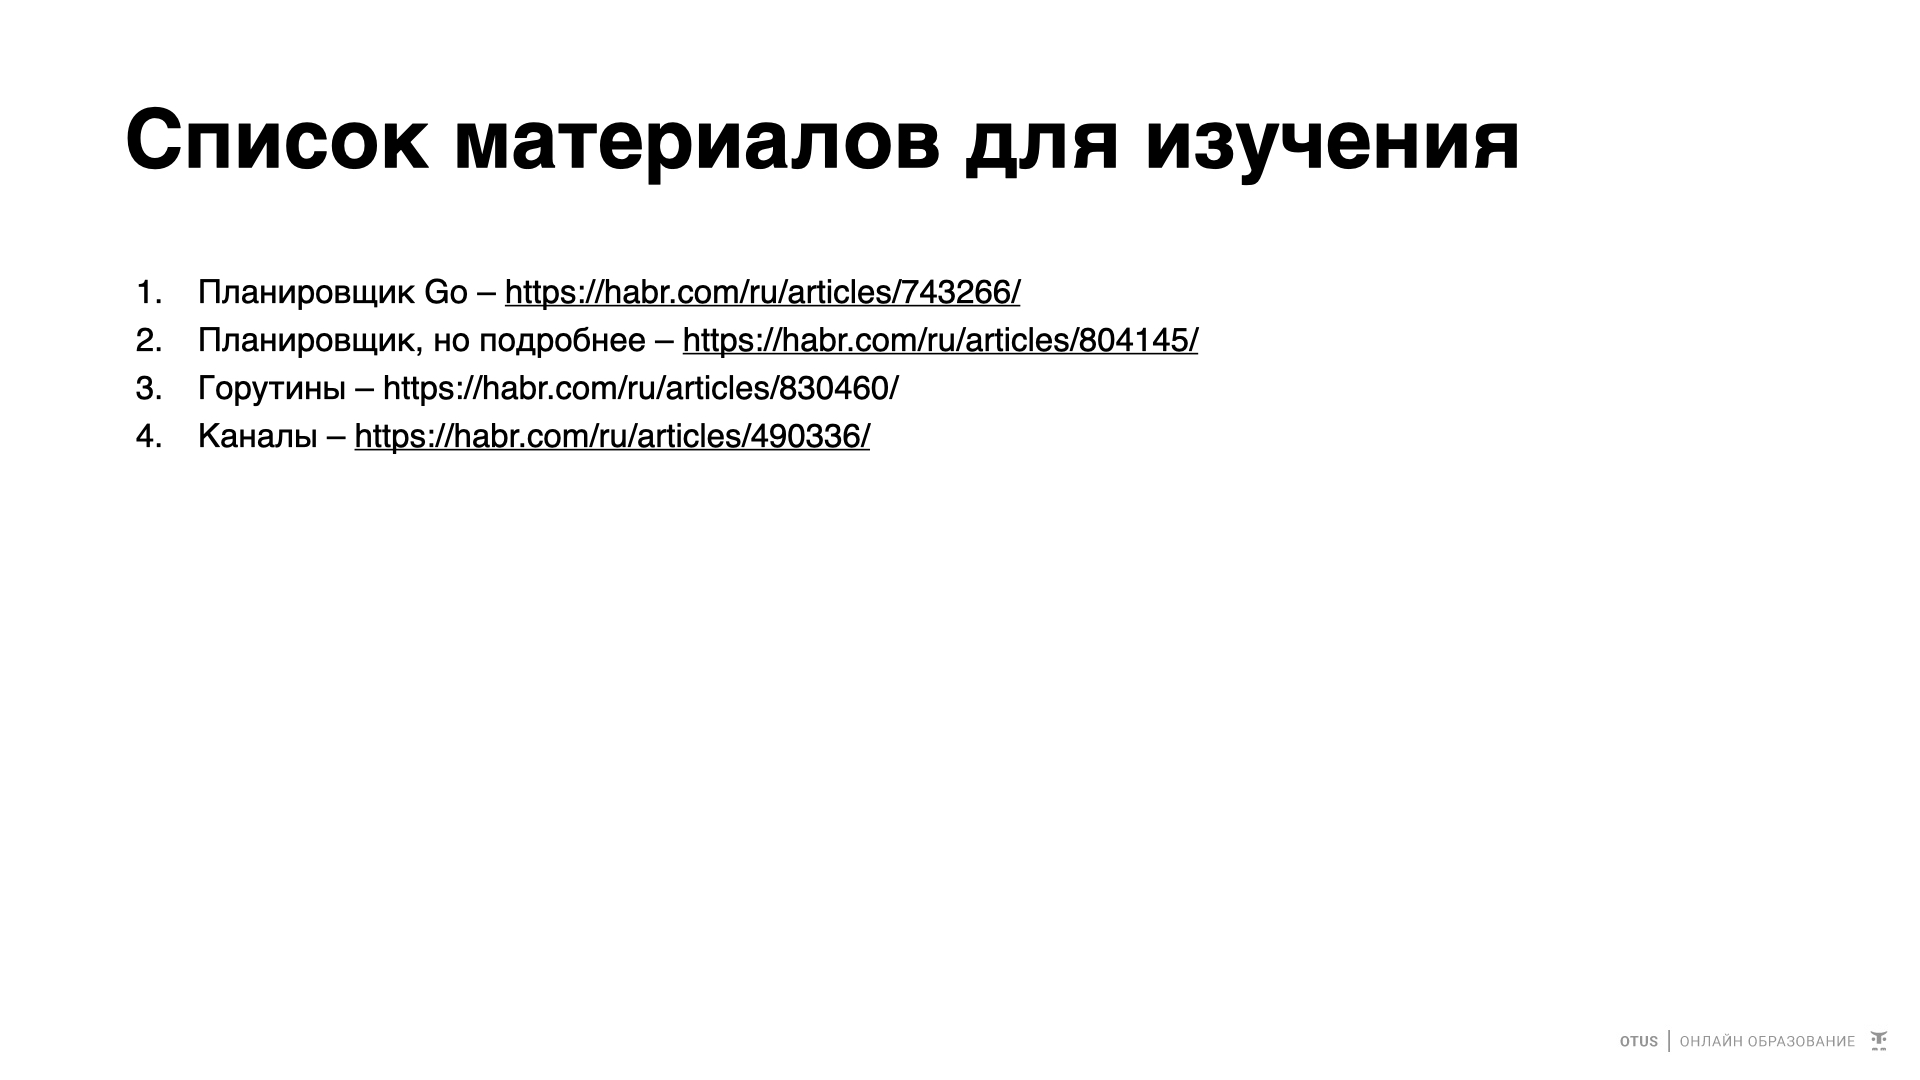 Список материалов для изучения
1. Планировщик Go – https://habr.com/ru/articles/743266/
2. Планировщик, но подробнее – https://habr.com/ru/articles/804145/
3. Горутины – https://habr.com/ru/articles/830460/
4. Каналы – https://habr.com/ru/articles/490336/
OTUS | ОНЛАЙН ОБРАЗОВАНИЕ